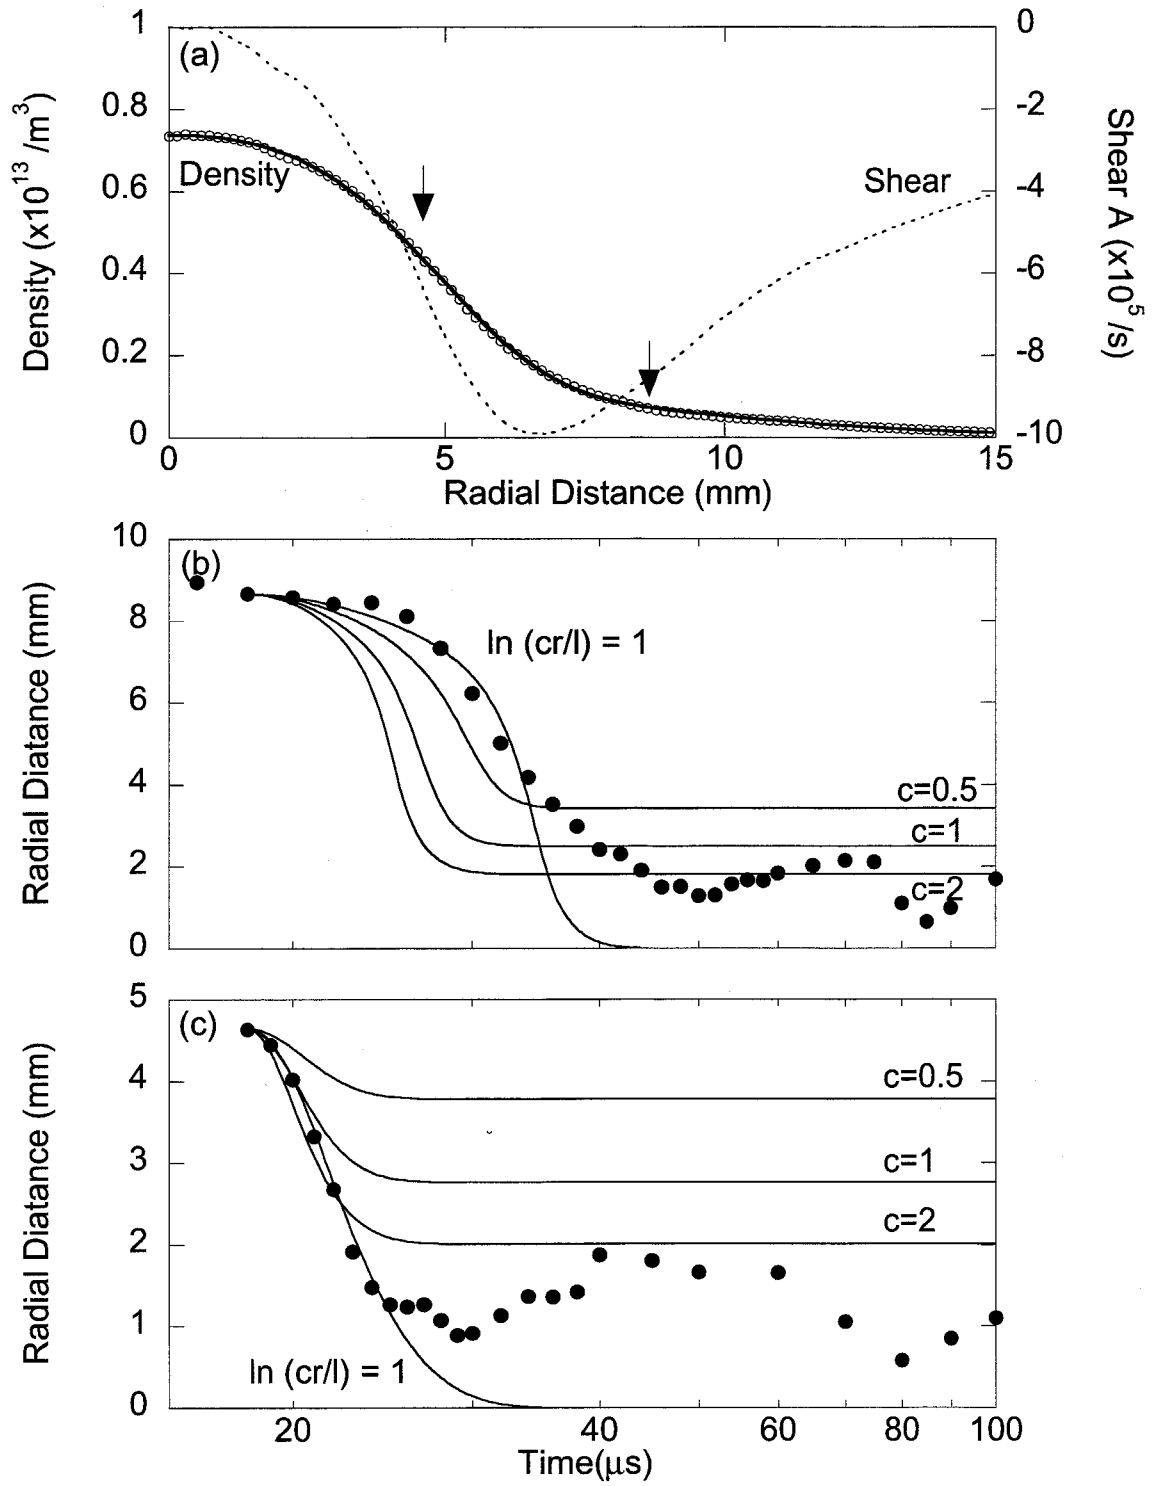 (a)
1
0.8
0.6
0.4
0.2
0
Density (x10^13 /m^3)
0
-2
-4
-6
-8
-10
Shear A (x10^5 /s)
Density
Shear
0 5 10 15
Radial Distance (mm)
(b)
10
8
6
4
2
0
Radial Diatance (mm)
ln (cr/l) = 1
c=0.5
c=1
c=2
(c)
5
4
3
2
1
0
Radial Diatance (mm)
c=0.5
c=1
c=2
ln (cr/l) = 1
20 40 60 80 100
Time(μs)